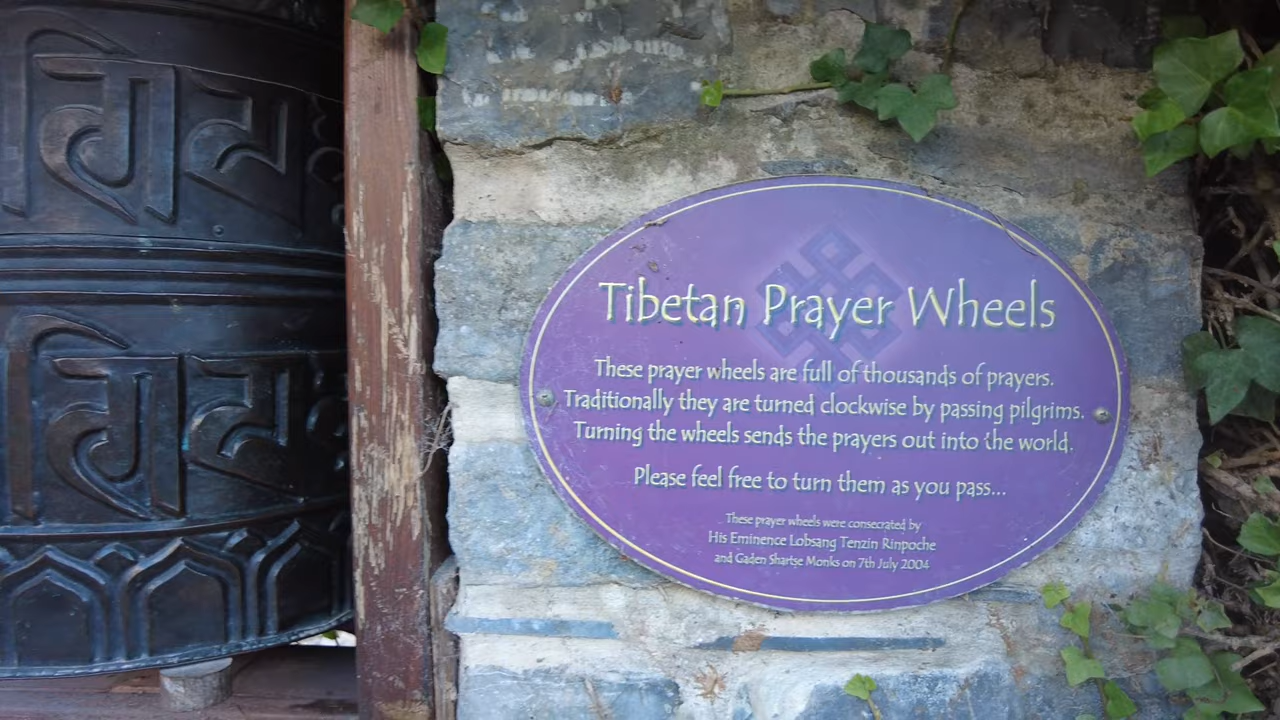 Tibetan Prayer Wheels
These prayer wheels are full of thousands of prayers.
Traditionally they are turned clockwise by passing pilgrims.
Turning the wheels sends the prayers out into the world.
Please feel free to turn them as you pass...
These prayer wheels were consecrated by
His Eminence Lobsang Tenzin Rinpoche
and Gaden Shartse Monks on 7th July 2004